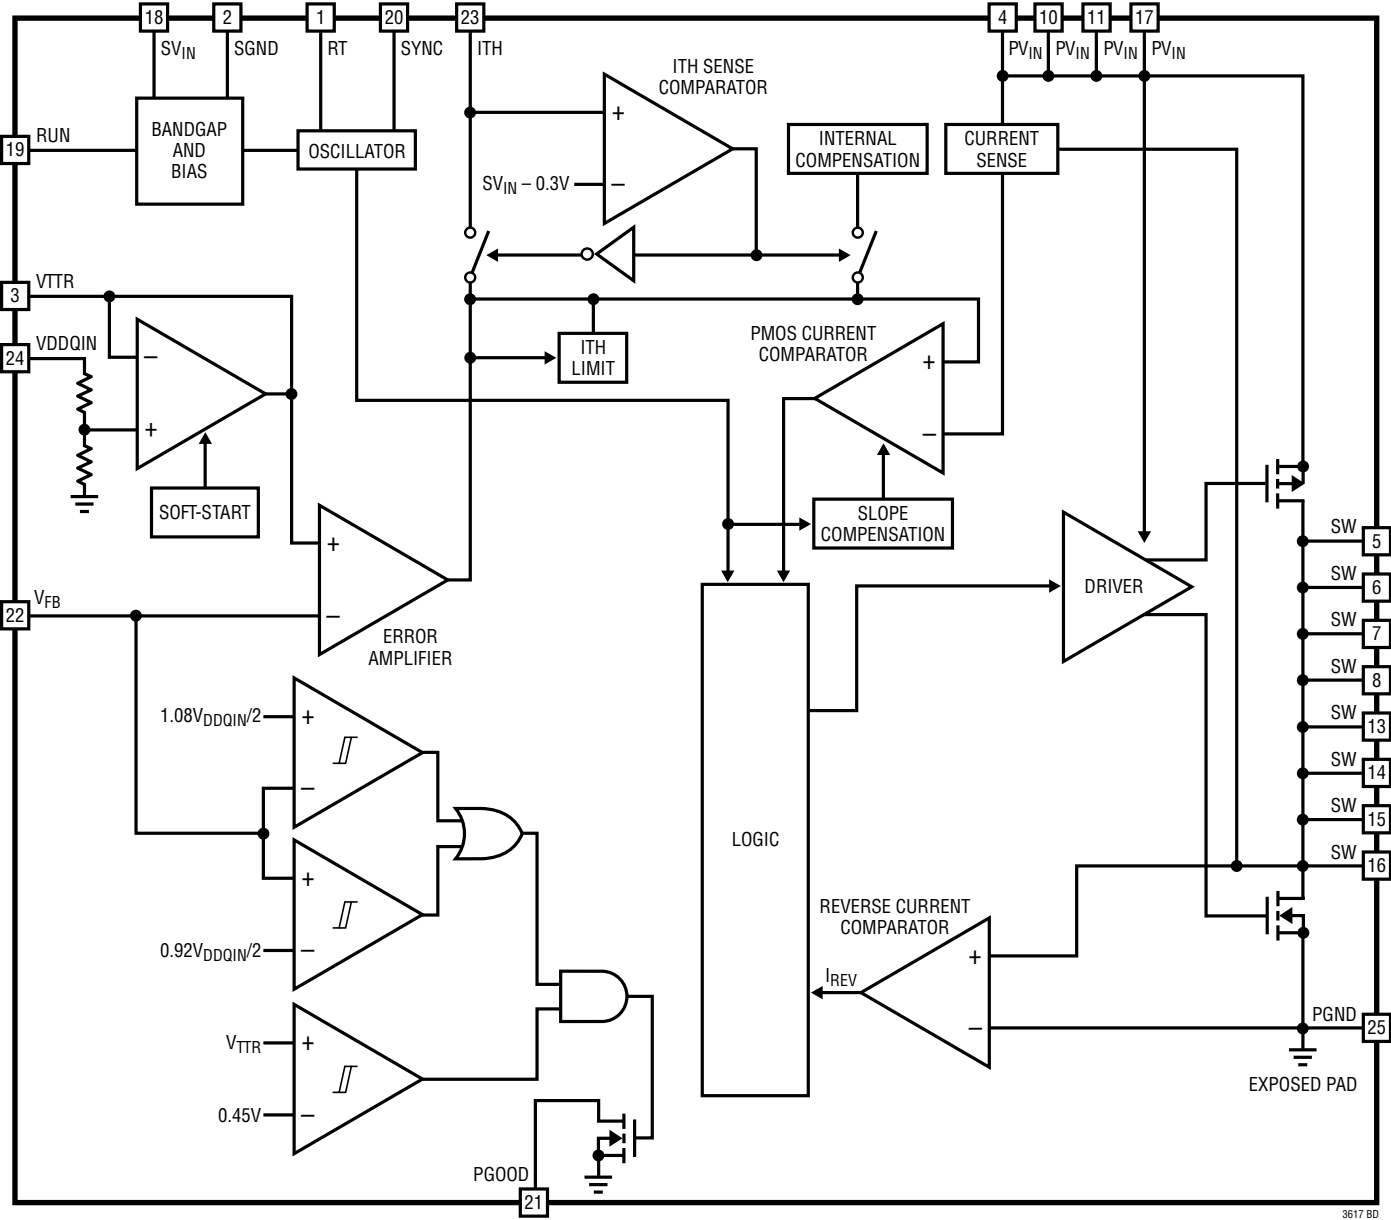 18 2 1 20 23 4 10 11 17
SVIN SGND RT SYNC ITH PVIN PVIN PVIN PVIN
ITH SENSE
COMPARATOR
19 RUN
BANDGAP
AND
BIAS
OSCILLATOR
+
SVIN – 0.3V –
INTERNAL
COMPENSATION
CURRENT
SENSE
3 VTTR
24 VDDQIN
–
+
SOFT-START
ITH
LIMIT
PMOS CURRENT
COMPARATOR
+
–
SLOPE
COMPENSATION
+
–
ERROR
AMPLIFIER
22 VFB
DRIVER
SW 5
SW 6
SW 7
SW 8
SW 13
SW 14
SW 15
SW 16
1.08VDDQIN/2 +
–
+
0.92VDDQIN/2 –
LOGIC
REVERSE CURRENT
COMPARATOR
+
IREV
–
PGND 25
EXPOSED PAD
VTTR +
0.45V –
PGOOD
21
3617 BD